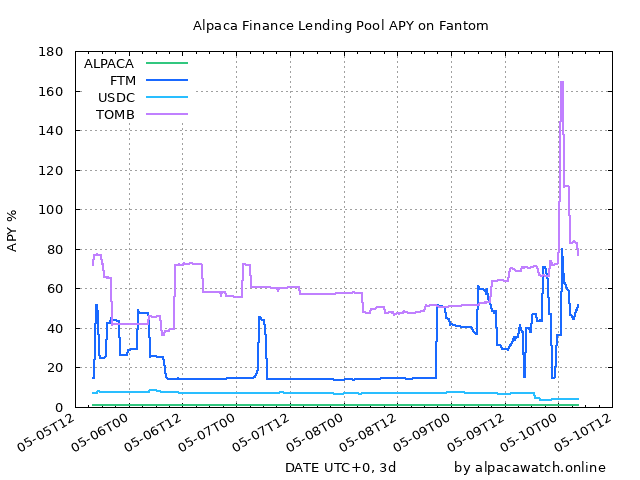 Alpaca Finance Lending Pool APY on Fantom
180
160
140
120
100
80
60
40
20
0
APY %
ALPACA
FTM
USDC
TOMB
05-05T12
05-06T00
05-06T12
05-07T00
05-07T12
05-08T00
05-08T12
05-09T00
05-09T12
05-10T00
05-10T12
DATE UTC+0, 3d
by alpacawatch.online